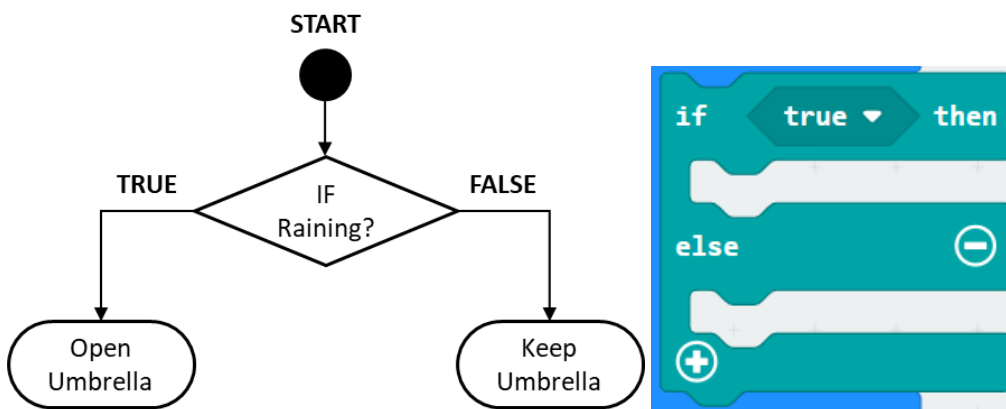 START
TRUE
FALSE
IF
Raining?
Open
Umbrella
Keep
Umbrella
if true then
else